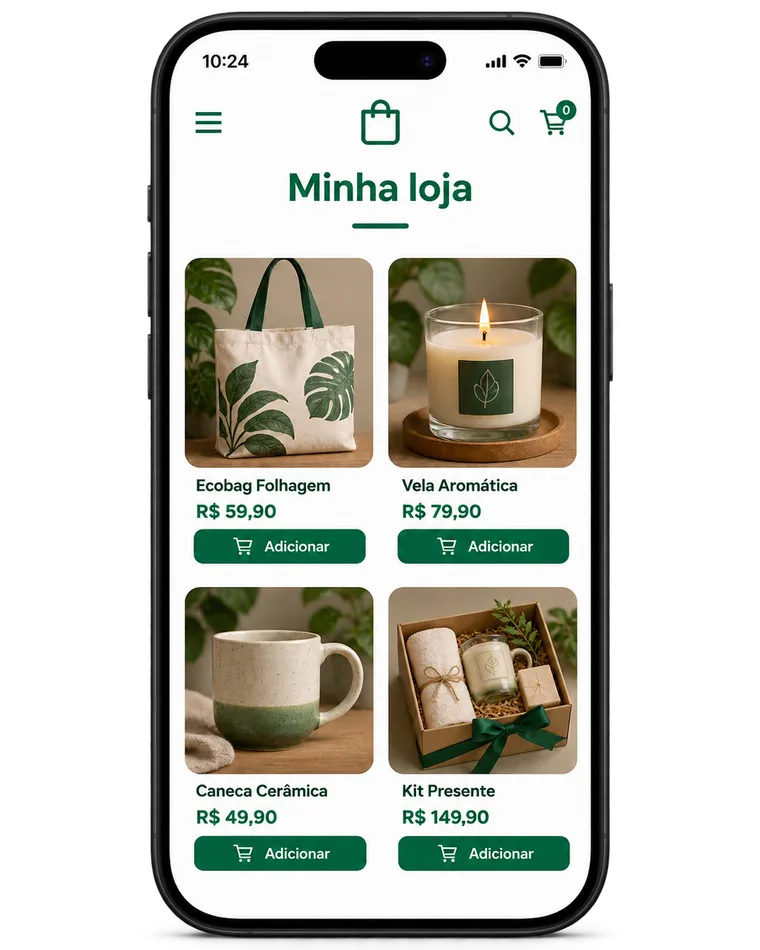 10:24
0
Minha loja
Ecobag Folhagem
R$ 59,90
Adicionar
Vela Aromática
R$ 79,90
Adicionar
Caneca Cerâmica
R$ 49,90
Adicionar
Kit Presente
R$ 149,90
Adicionar